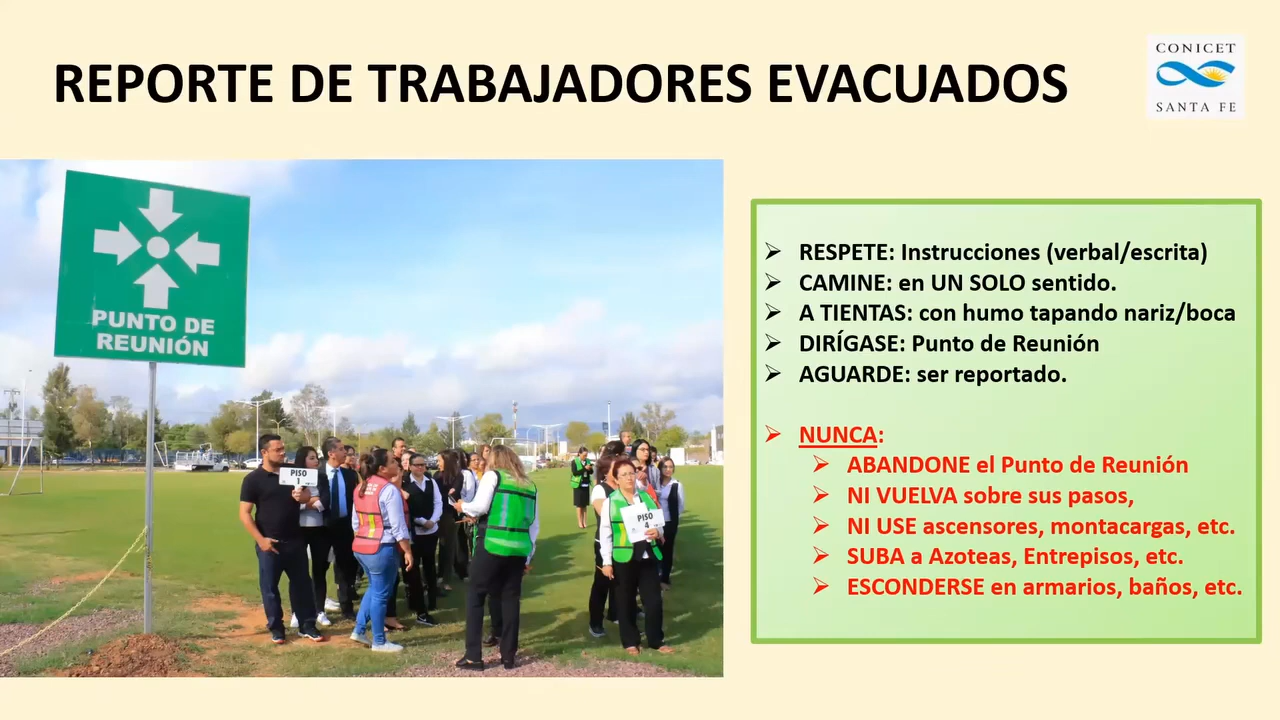 REPORTE DE TRABAJADORES EVACUADOS
CONICET
SANTA FE
PUNTO DE
REUNIÓN
PISO
1
PISO
4
RESPETE: Instrucciones (verbal/escrita)
CAMINE: en UN SOLO sentido.
A TIENTAS: con humo tapando nariz/boca
DIRÍGASE: Punto de Reunión
AGUARDE: ser reportado.
NUNCA:
ABANDONE el Punto de Reunión
NI VUELVA sobre sus pasos,
NI USE ascensores, montacargas, etc.
SUBA a Azoteas, Entrepisos, etc.
ESCONDERSE en armarios, baños, etc.